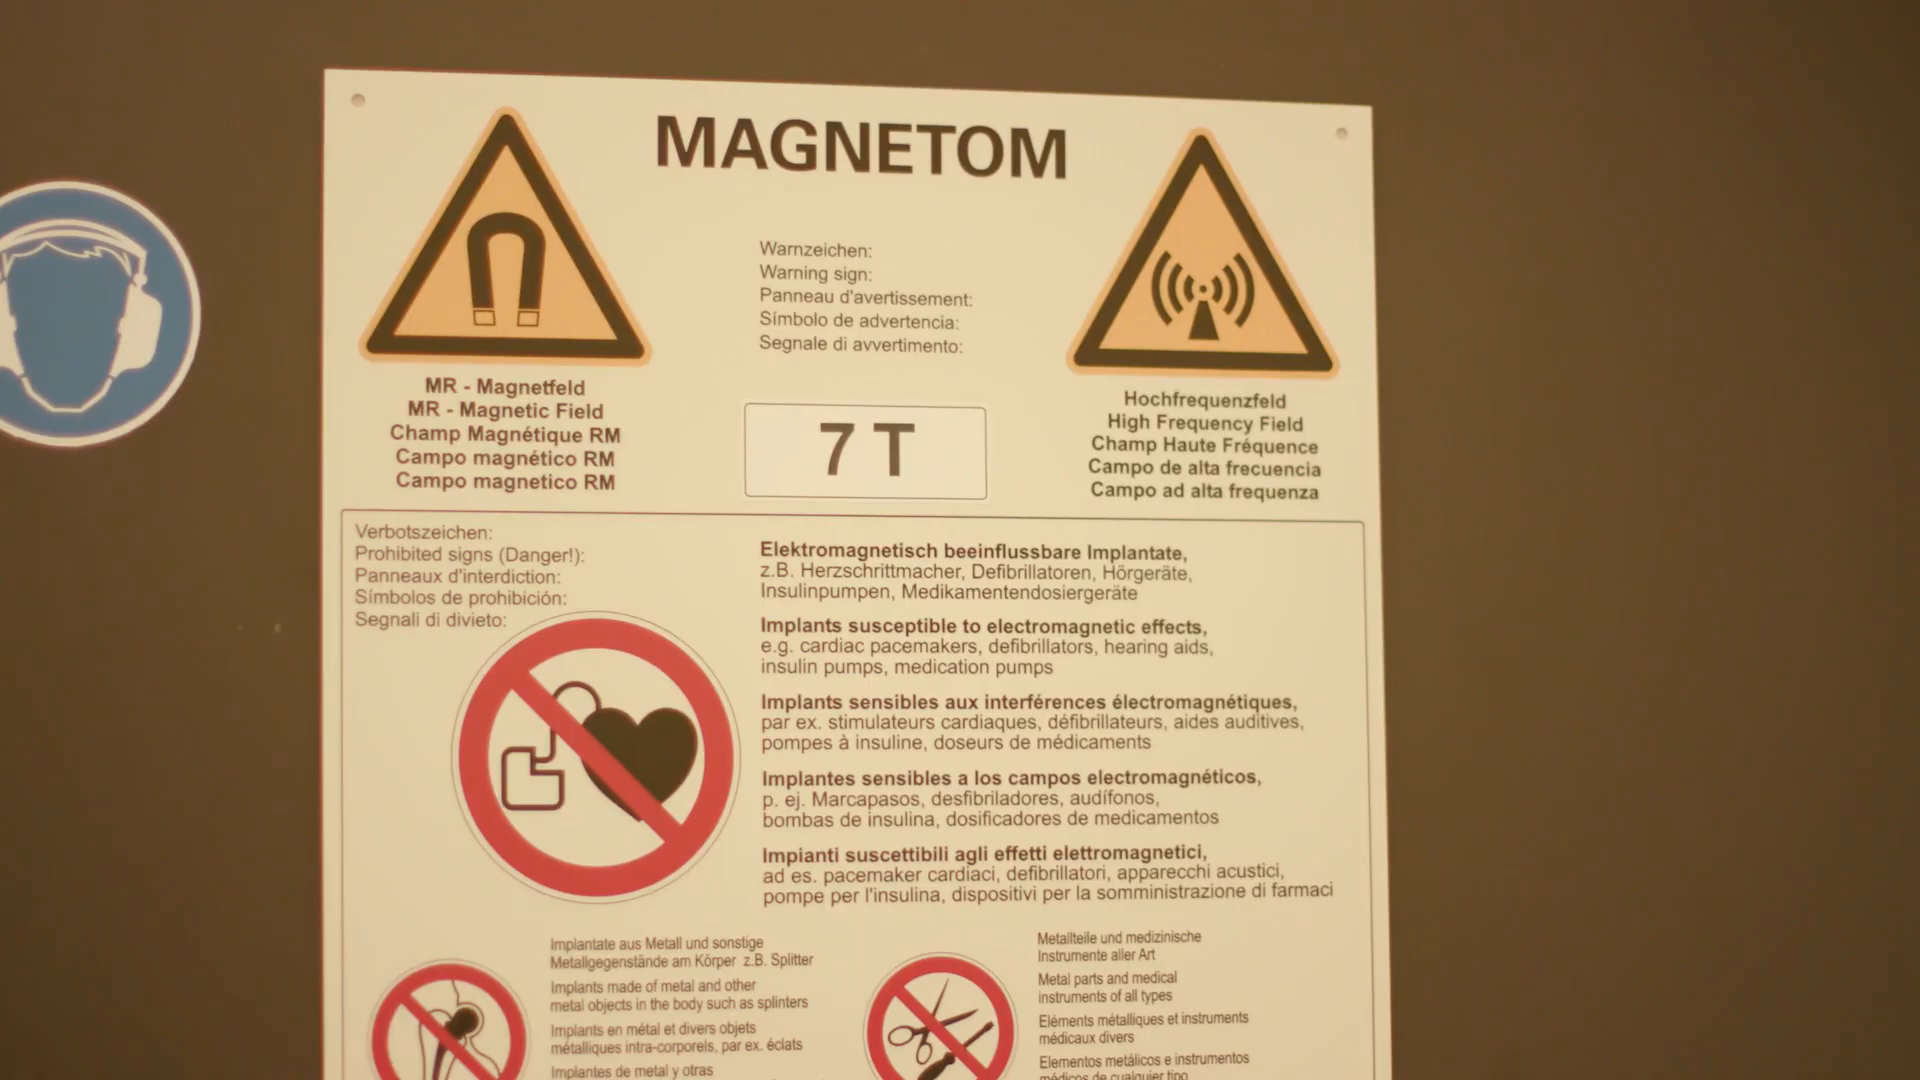 MAGNETOM
Warnzeichen:
Warning sign:
Panneau d'avertissement:
Símbolo de advertencia:
Segnale di avvertimento:
MR - Magnetfeld
MR - Magnetic Field
Champ Magnétique RM
Campo magnético RM
Campo magnetico RM
7 T
Hochfrequenzfeld
High Frequency Field
Champ Haute Fréquence
Campo de alta frecuencia
Campo ad alta frequenza
Verbotszeichen:
Prohibited signs (Danger!):
Panneaux d'interdiction:
Símbolos de prohibición:
Segnali di divieto:
Elektromagnetisch beeinflussbare Implantate,
z.B. Herzschrittmacher, Defibrillatoren, Hörgeräte,
Insulinpumpen, Medikamentendosiergeräte
Implants susceptible to electromagnetic effects,
e.g. cardiac pacemakers, defibrillators, hearing aids,
insulin pumps, medication pumps
Implants sensibles aux interférences électromagnétiques,
par ex. stimulateurs cardiaques, défibrillateurs, aides auditives,
pompes à insuline, doseurs de médicaments
Implantes sensibles a los campos electromagnéticos,
p. ej. Marcapasos, desfibriladores, audífonos,
bombas de insulina, dosificadores de medicamentos
Impianti suscettibili agli effetti elettromagnetici,
ad es. pacemaker cardiaci, defibrillatori, apparecchi acustici,
pompe per l'insulina, dispositivi per la somministrazione di farmaci
Implantate aus Metall und sonstige
Metallgegenstände am Körper z.B. Splitter
Implants made of metal and other
metal objects in the body such as splinters
Implants en métal et divers objets
métalliques intra-corporels, par ex. éclats
Implantes de metal y otras
Metallteile und medizinische
Instrumente aller Art
Metal parts and medical
instruments of all types
Eléments métalliques et instruments
médicaux divers
Elementos metálicos e instrumentos
médicos de cualquier tipo